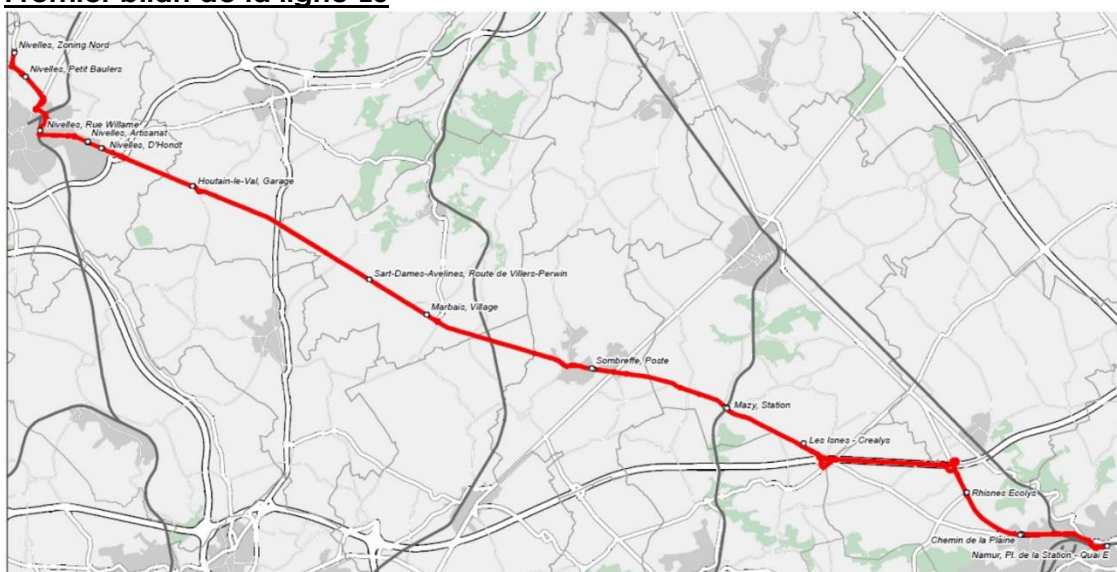 Premier bilan de la ligne
Nivelles, Zoning Nord
Nivelles, Petit Baulers
Nivelles, Rue Willame
Nivelles, Artisanat
Nivelles, D'Hondt
Houtain-le-Val, Garage
Sart-Dames-Avelines, Route de Villers-Perwin
Marbais, Village
Sombreffe, Poste
Mazy, Station
Les Isnes - Crealys
Rhisnes Ecolys
Chemin de la Plaine
Namur, Pl. de la Station - Quai E